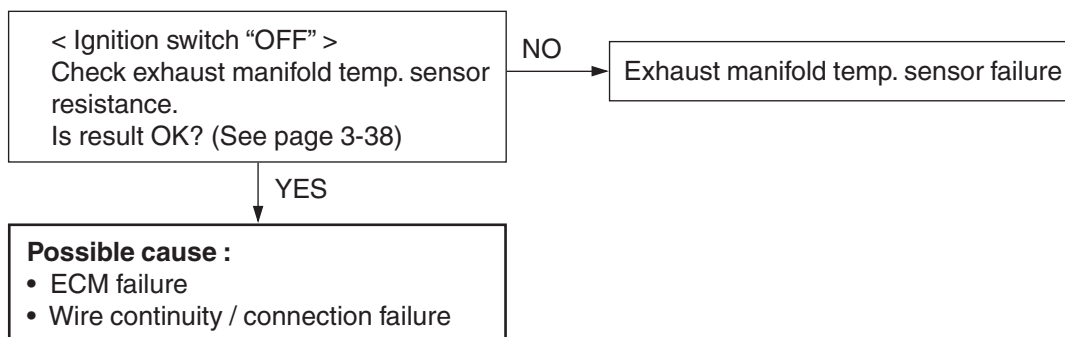 < Ignition switch “OFF” >
Check exhaust manifold temp. sensor
resistance.
Is result OK? (See page 3-38)
NO
Exhaust manifold temp. sensor failure
YES
Possible cause :
• ECM failure
• Wire continuity / connection failure